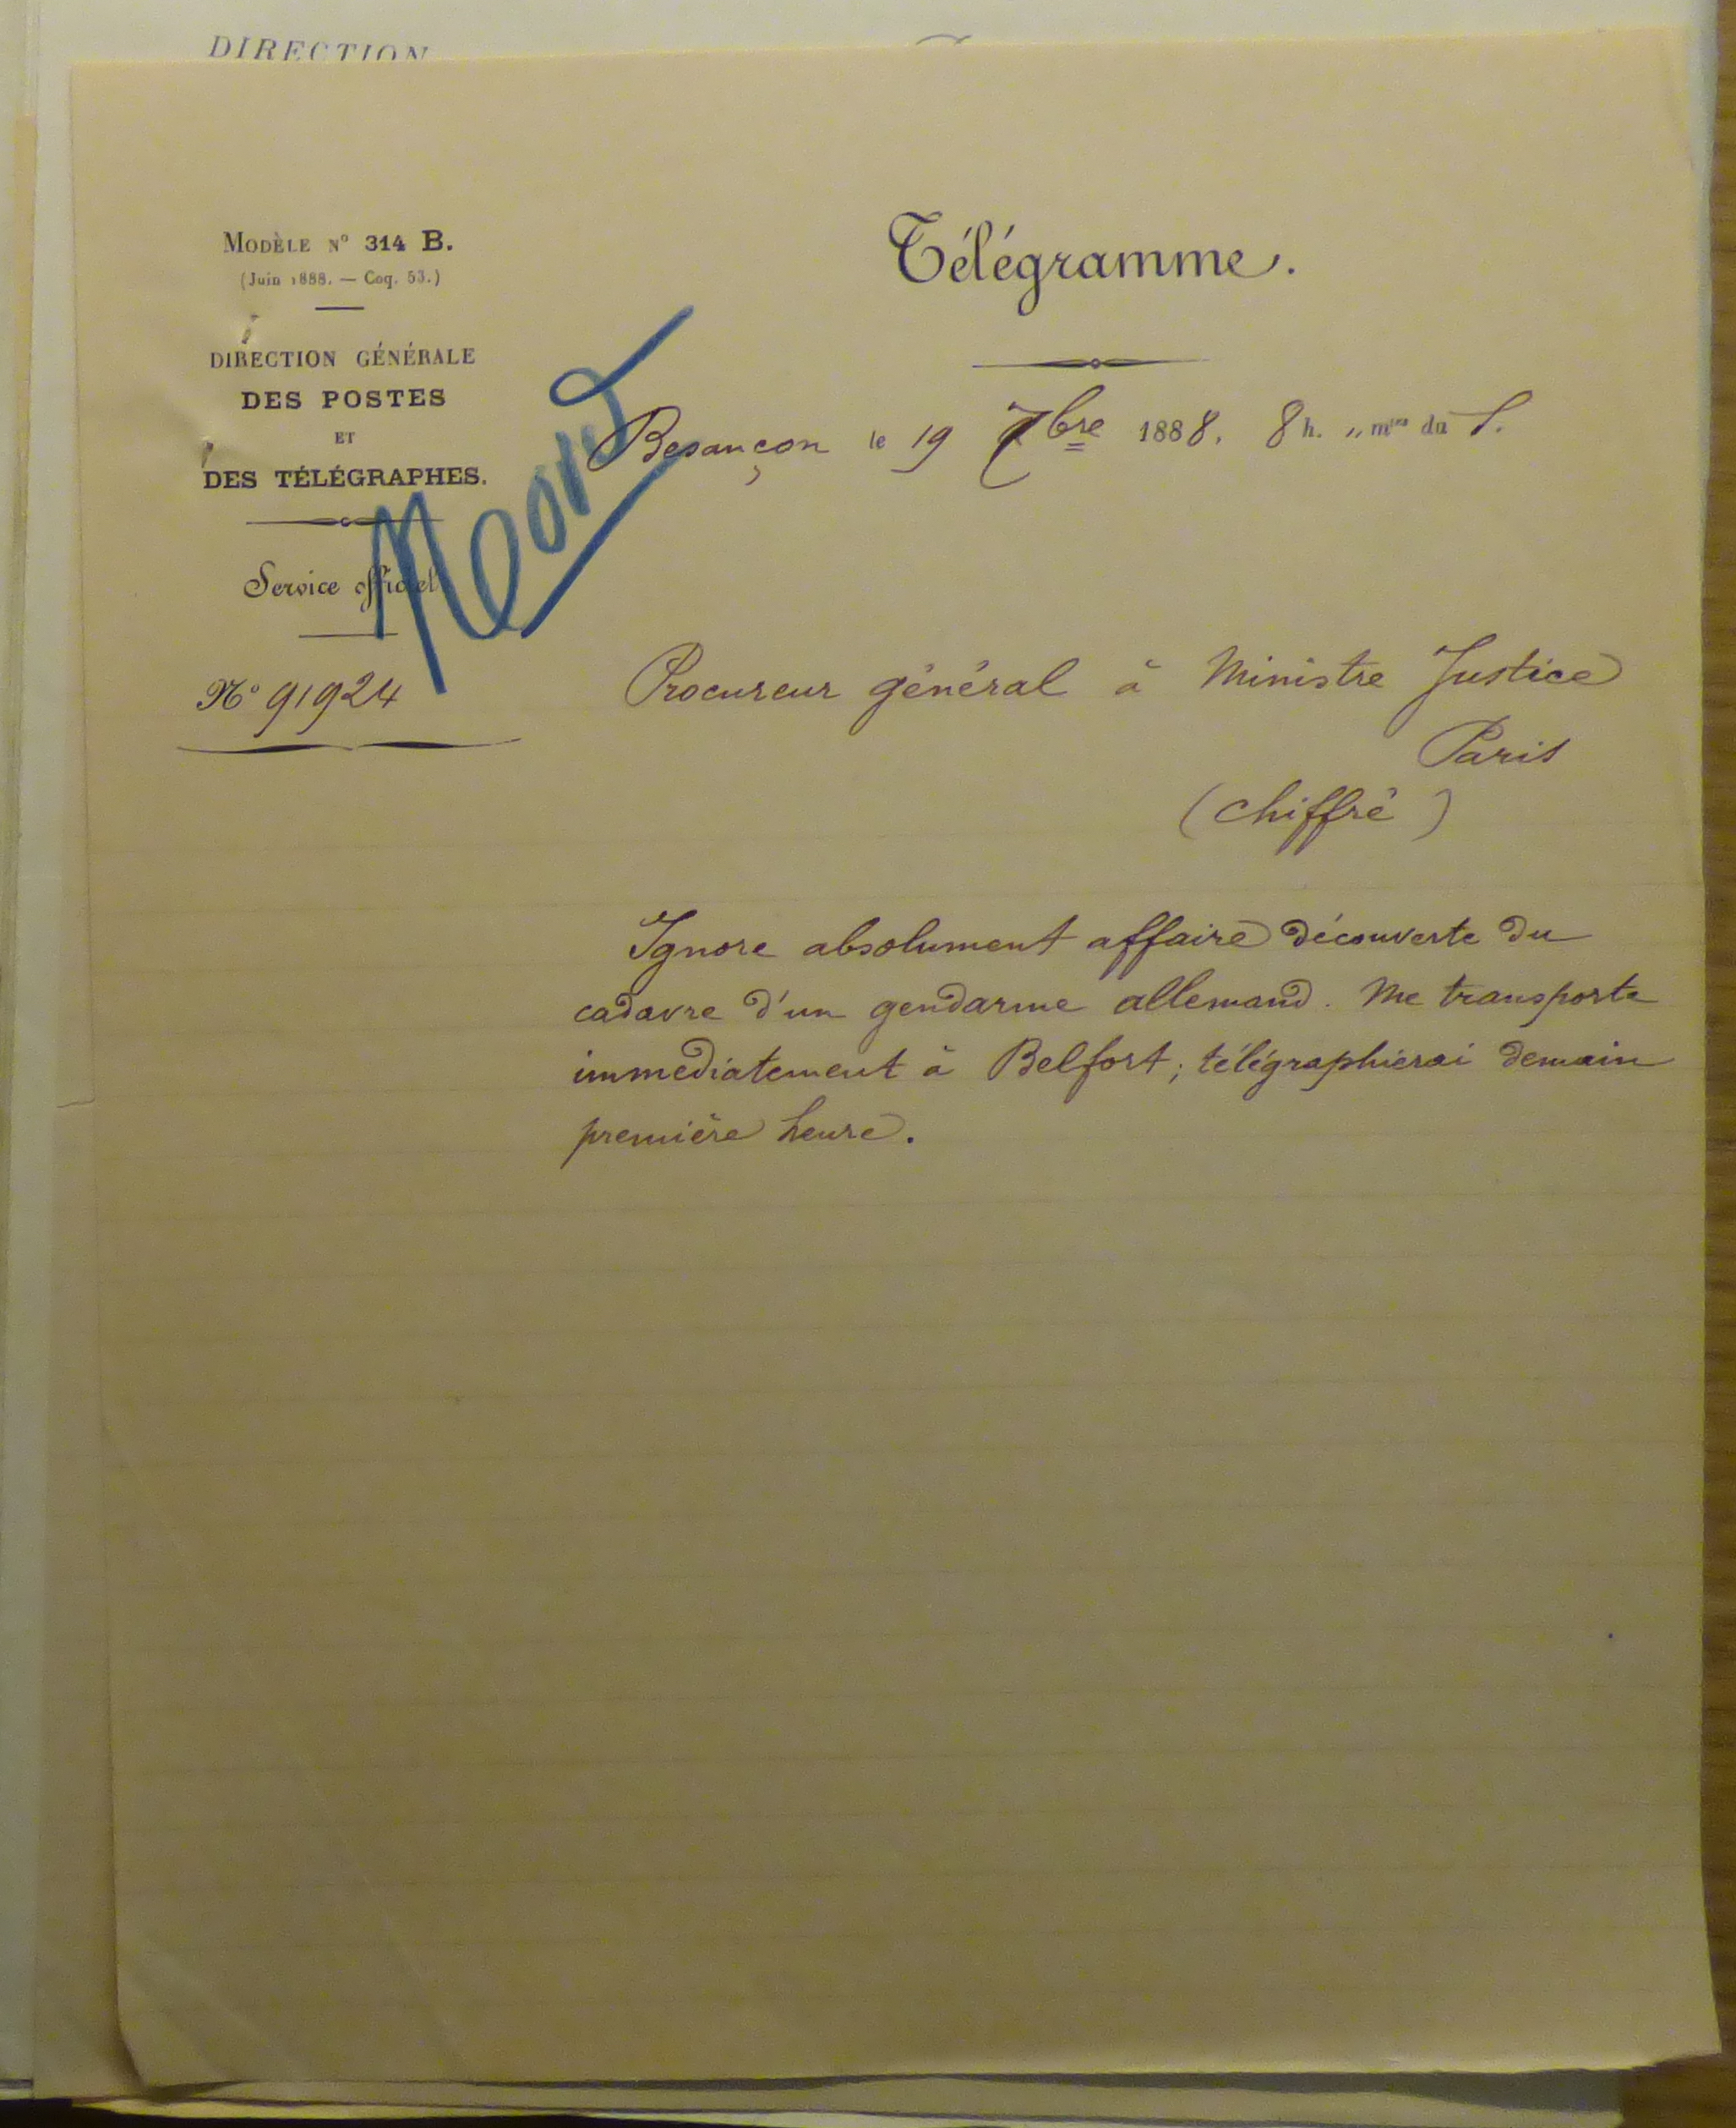 DIRECTION
MODÈLE N° 314 B.
(Juin 1888. — Coq. 53.)
DIRECTION GÉNÉRALE
DES POSTES
ET
DES TÉLÉGRAPHES.
Service officiel
N° 91924
Télégramme.
Besançon le 19 7bre 1888. 8 h. " mes du S.
Procureur général à Ministre Justice
Paris
(chiffré)
Ignore absolument affaire découverte du
cadavre d'un gendarme allemand. Me transporte
immédiatement à Belfort; télégraphierai demain
première heure.